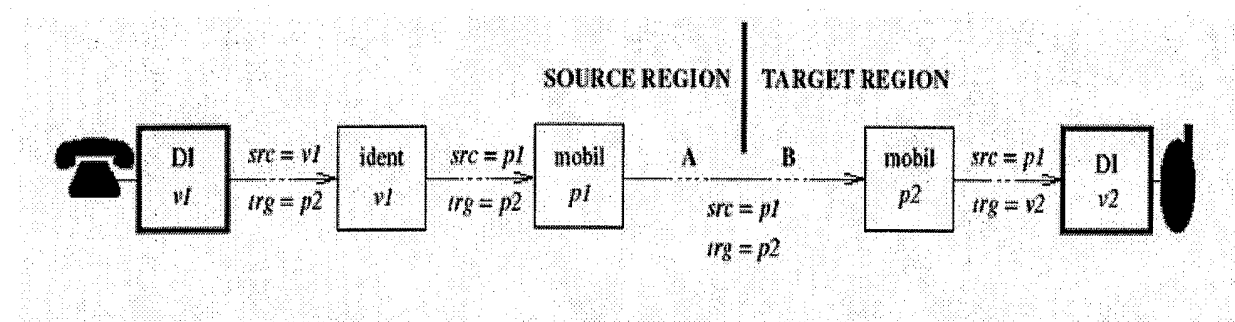 SOURCE REGION TARGET REGION
DI src = v1 ident src = p1 mobil A B mobil src = p1 DI
v1 trg = p2 v1 trg = p2 p1 src = p1 p2 trg = v2 v2
trg = p2